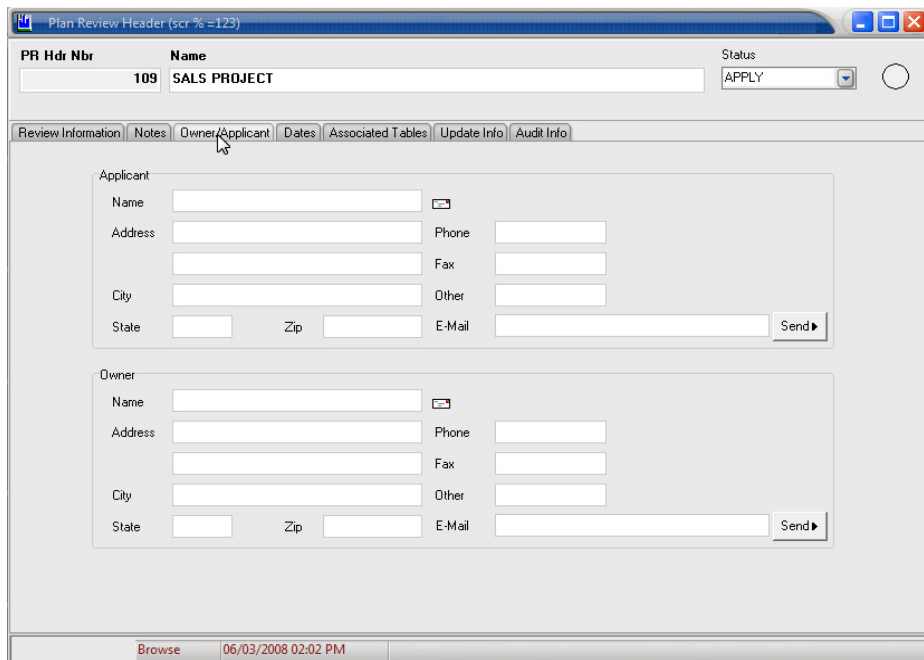 Plan Review Header (scr % =123)
PR Hdr Nbr Name Status
109 SALS PROJECT APPLY
Review Information Notes Owner/Applicant Dates Associated Tables Update Info Audit Info
Applicant
Name
Address Phone
Fax
City Other
State Zip E-Mail Send
Owner
Name
Address Phone
Fax
City Other
State Zip E-Mail Send
Browse 06/03/2008 02:02 PM